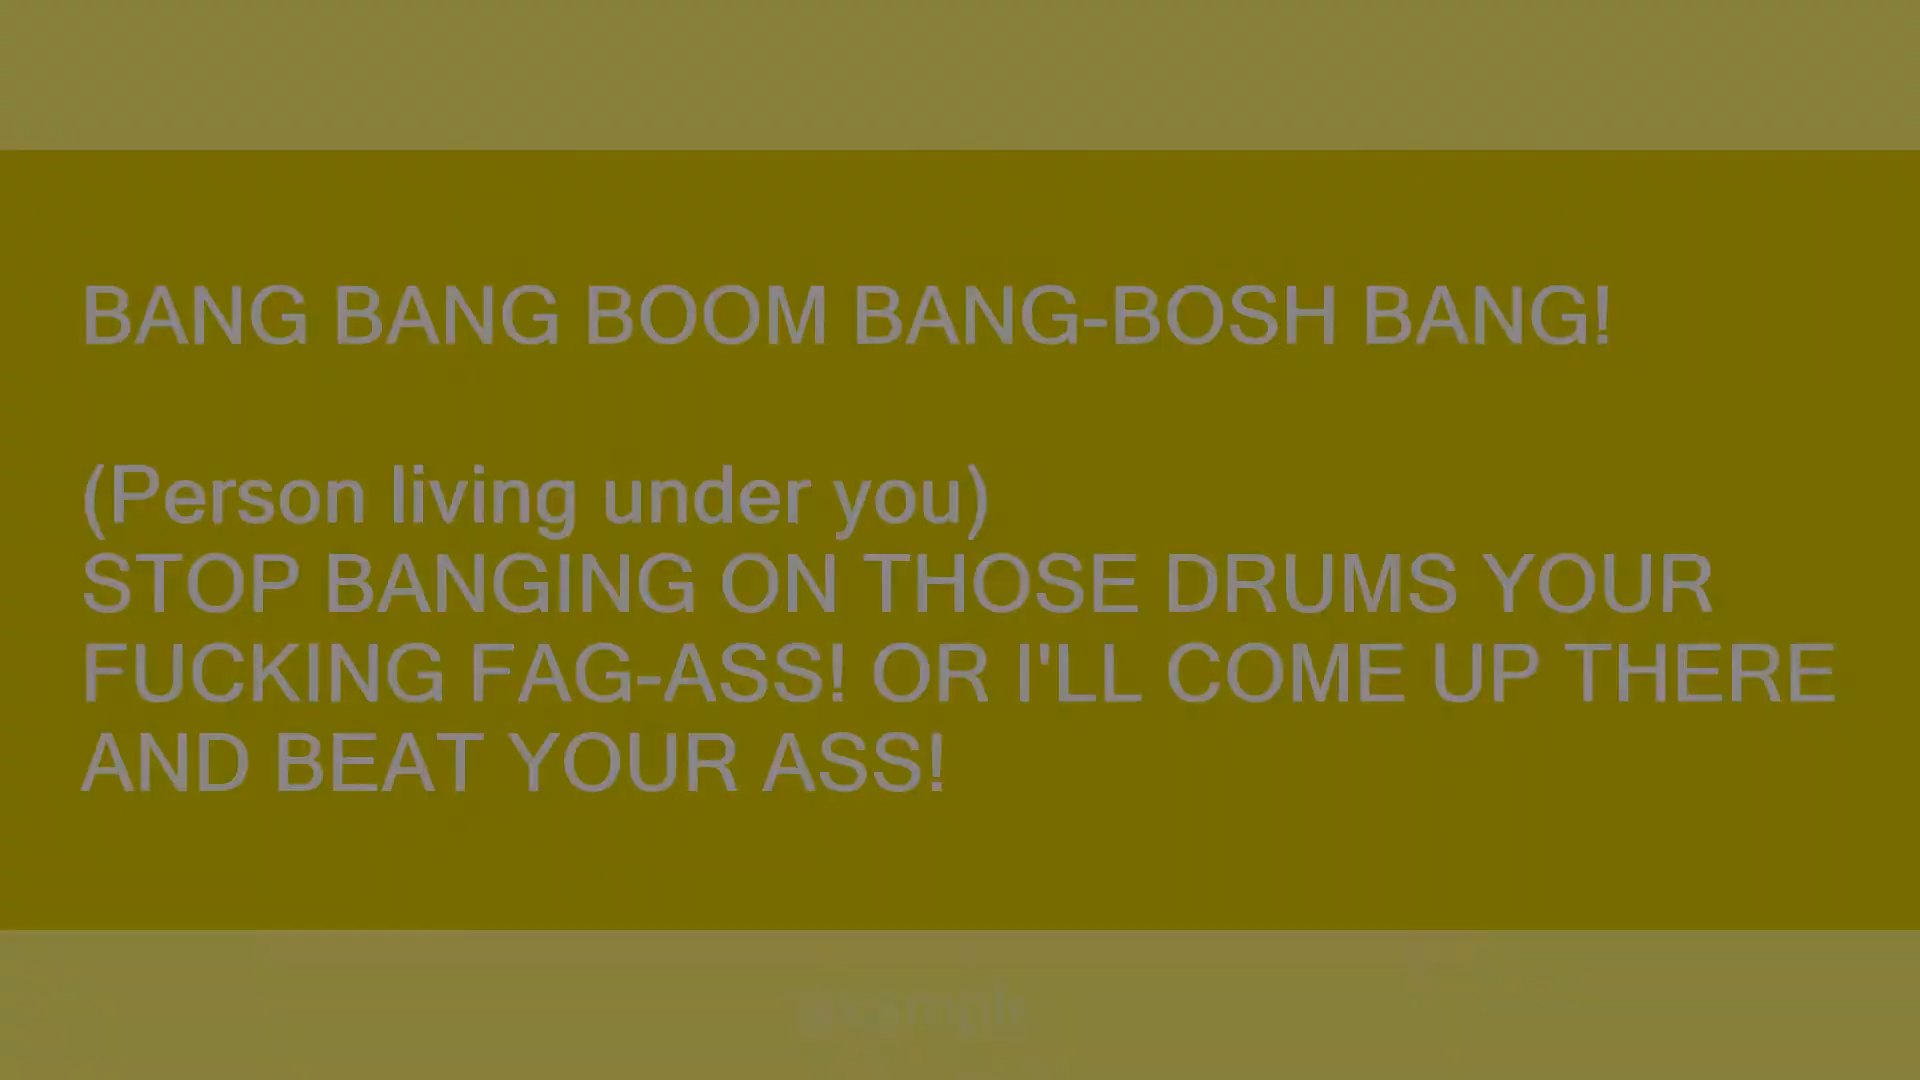 BANG BANG BOOM BANG-BOSH BANG!
(Person living under you)
STOP BANGING ON THOSE DRUMS YOUR
FUCKING FAG-ASS! OR I'LL COME UP THERE
AND BEAT YOUR ASS!